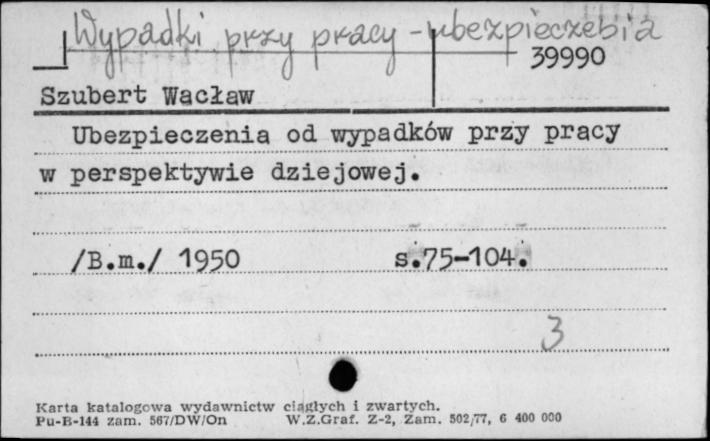 Wypadki przy pracy - ubezpieczebia
39990
Szubert Wacław
Ubezpieczenia od wypadków przy pracy
w perspektywie dziejowej.
/B.m./ 1950 s.75-104.
3
Karta katalogowa wydawnictw ciągłych i zwartych.
Pu-B-144 zam. 567/DW/On W.Z.Graf. Z-2, Zam. 502/77, 6 400 000